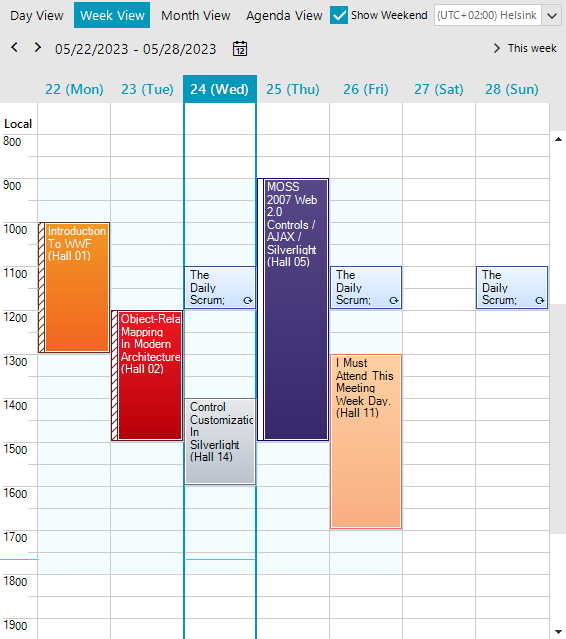 Day View Week View Month View Agenda View Show Weekend (UTC+02:00) Helsink
05/22/2023 - 05/28/2023 12 This week
22 (Mon) 23 (Tue) 24 (Wed) 25 (Thu) 26 (Fri) 27 (Sat) 28 (Sun)
Local
800
900
1000
1100
1200
1300
1400
1500
1600
1700
1800
1900
Introduction
To WWF
(Hall 01)
Object-Rela
Mapping
In Modern
Architecture
(Hall 02)
The
Daily
Scrum;
Control
Customizatio
In
Silverlight
(Hall 14)
MOSS
2007 Web
2.0
Controls /
AJAX /
Silverlight
(Hall 05)
The
Daily
Scrum;
I Must
Attend This
Meeting
Week Day.
(Hall 11)
The
Daily
Scrum;